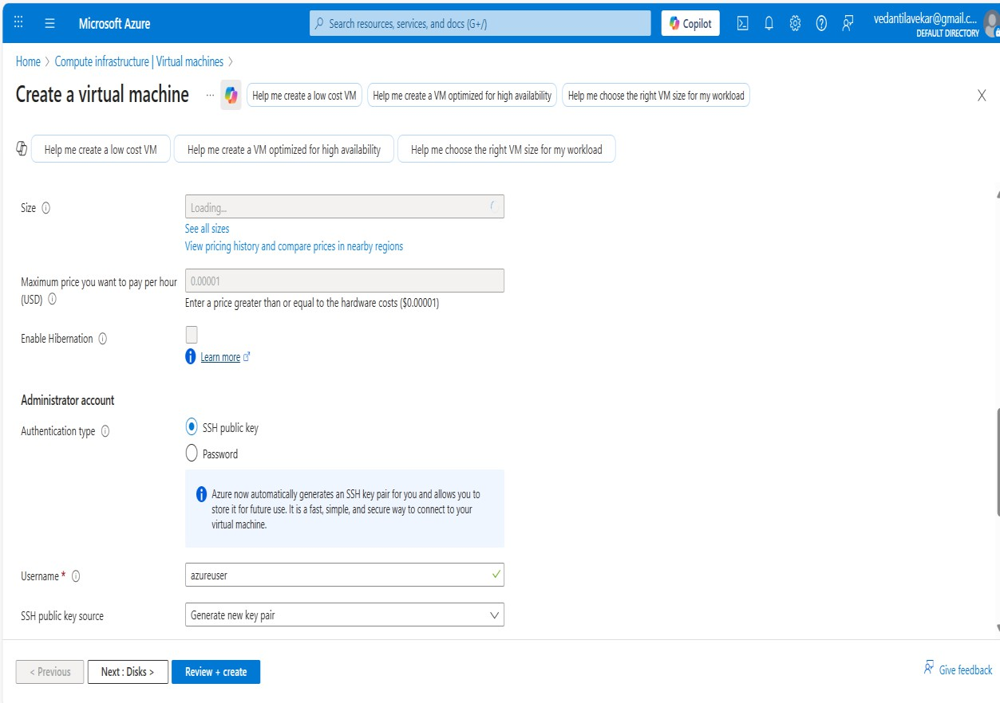 Microsoft Azure
Search resources, services, and docs (G+/)
Copilot
vedantilavekar@gmail.c...
DEFAULT DIRECTORY
Home > Compute infrastructure | Virtual machines >
Create a virtual machine ...
Help me create a low cost VM
Help me create a VM optimized for high availability
Help me choose the right VM size for my workload
Help me create a low cost VM
Help me create a VM optimized for high availability
Help me choose the right VM size for my workload
Size
Loading...
See all sizes
View pricing history and compare prices in nearby regions
Maximum price you want to pay per hour
(USD)
0.00001
Enter a price greater than or equal to the hardware costs ($0.00001)
Enable Hibernation
Learn more
Administrator account
Authentication type
SSH public key
Password
Azure now automatically generates an SSH key pair for you and allows you to
store it for future use. It is a fast, simple, and secure way to connect to your
virtual machine.
Username *
azureuser
SSH public key source
Generate new key pair
< Previous
Next : Disks >
Review + create
Give feedback